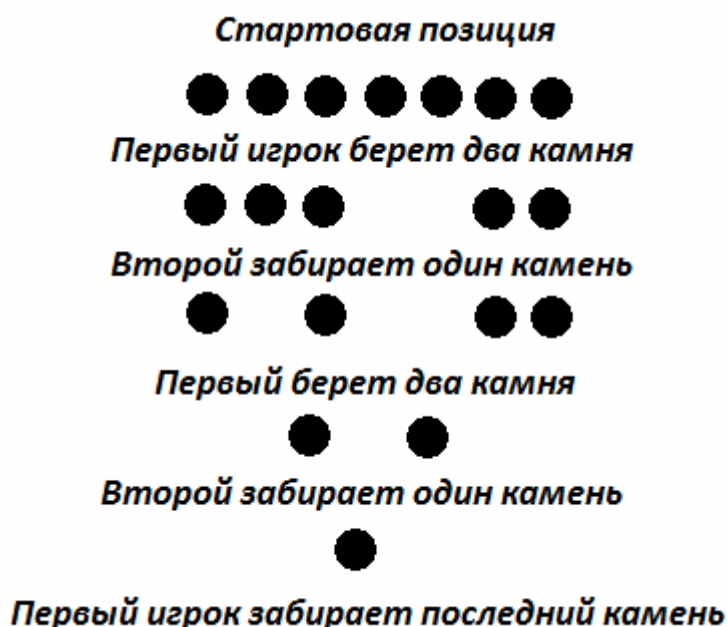 Стартовая позиция
Первый игрок берет два камня
Второй забирает один камень
Первый берет два камня
Второй забирает один камень
Первый игрок забирает последний камень